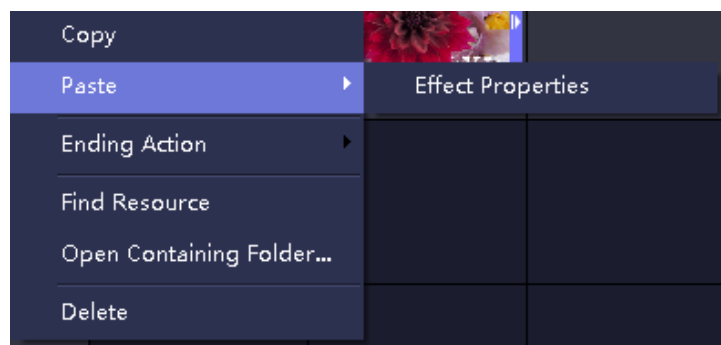 Copy
Paste
Effect Properties
Ending Action
Find Resource
Open Containing Folder...
Delete